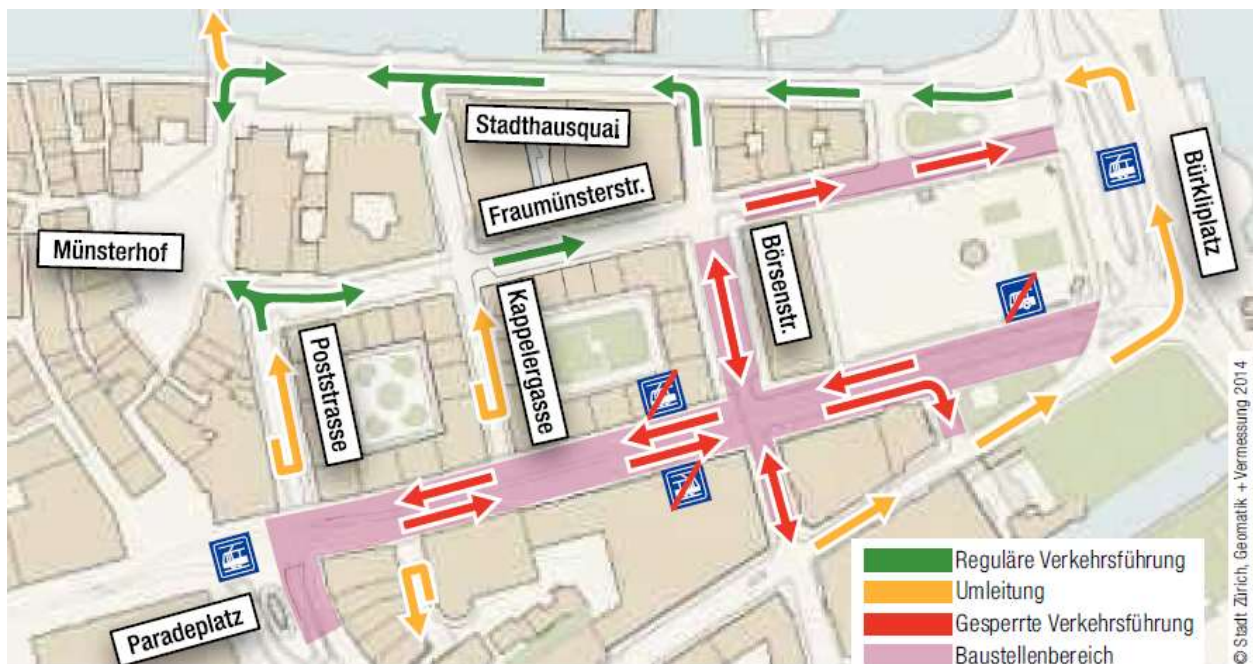 Stadthausquai
Fraumünsterstr.
Münsterhof
Bürkliplatz
Börsenstr.
Kappelergasse
Poststrasse
Paradeplatz
Reguläre Verkehrsführung
Umleitung
Gesperrte Verkehrsführung
Baustellenbereich
© Stadt Zürich, Geomatik + Vermessung 2014